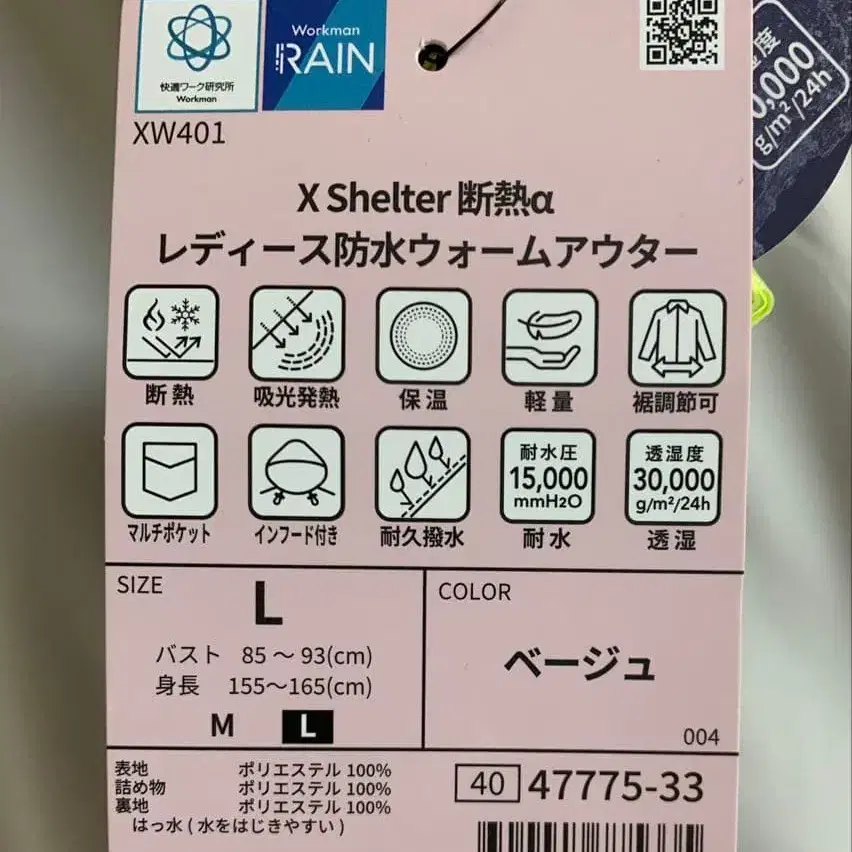 快適ワーク研究所
Workman
Workman
RAIN
XW401
X Shelter 断熱α
レディース防水ウォームアウター
断熱
吸光発熱
保温
軽量
裾調節可
マルチポケット
インフード付き
耐久撥水
耐水圧
15,000
mmH2O
耐水
透湿度
30,000
g/m²/24h
透湿
SIZE
L
バスト 85～93(cm)
身長 155～165(cm)
M L
COLOR
ベージュ
004
表地 ポリエステル 100%
詰め物 ポリエステル 100%
裏地 ポリエステル 100%
はっ水 (水をはじきやすい)
40 47775-33
g/m²/24h